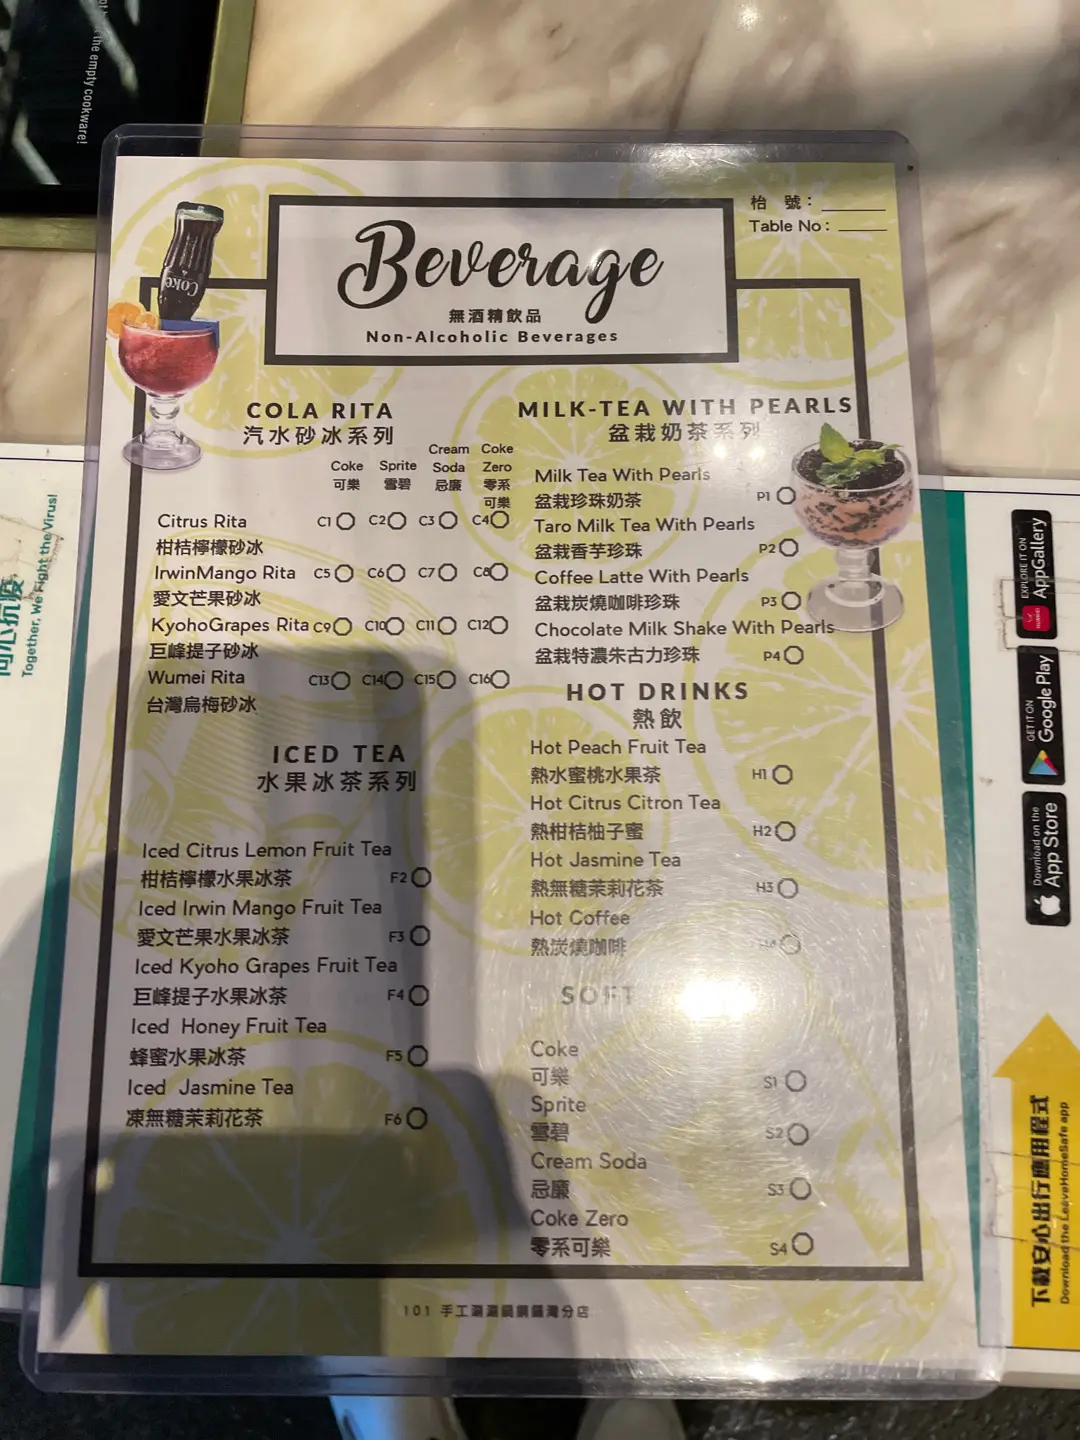 the empty cookware!
Coke
枱 號：
Table No：
Beverage
無酒精飲品
Non-Alcoholic Beverages
COLA RITA
汽水砂冰系列
Coke Sprite Cream Soda Coke Zero
可樂 雪碧 忌廉 零系可樂
Citrus Rita C1 C2 C3 C4
柑桔檸檬砂冰
IrwinMango Rita C5 C6 C7 C8
愛文芒果砂冰
KyohoGrapes Rita C9 C10 C11 C12
巨峰提子砂冰
Wumei Rita C13 C14 C15 C16
台灣烏梅砂冰
ICED TEA
水果冰茶系列
Iced Citrus Lemon Fruit Tea
柑桔檸檬水果冰茶 F2
Iced Irwin Mango Fruit Tea
愛文芒果水果冰茶 F3
Iced Kyoho Grapes Fruit Tea
巨峰提子水果冰茶 F4
Iced Honey Fruit Tea
蜂蜜水果冰茶 F5
Iced Jasmine Tea
凍無糖茉莉花茶 F6
MILK-TEA WITH PEARLS
盆栽奶茶系列
Milk Tea With Pearls
盆栽珍珠奶茶 P1
Taro Milk Tea With Pearls
盆栽香芋珍珠 P2
Coffee Latte With Pearls
盆栽炭燒咖啡珍珠 P3
Chocolate Milk Shake With Pearls
盆栽特濃朱古力珍珠 P4
HOT DRINKS
熱飲
Hot Peach Fruit Tea
熱水蜜桃水果茶 H1
Hot Citrus Citron Tea
熱柑桔柚子蜜 H2
Hot Jasmine Tea
熱無糖茉莉花茶 H3
Hot Coffee
熱炭燒咖啡
SOFT
Coke
可樂 S1
Sprite
雪碧 S2
Cream Soda
忌廉 S3
Coke Zero
零系可樂 S4
101 手工
灣分店
Together, We Fight the Virus!
EXPLORE IT ON
AppGallery
HUAWEI
GET IT ON
Google Play
Download on the
App Store
下載安心出行應用程式
Download the LeaveHomeSafe app